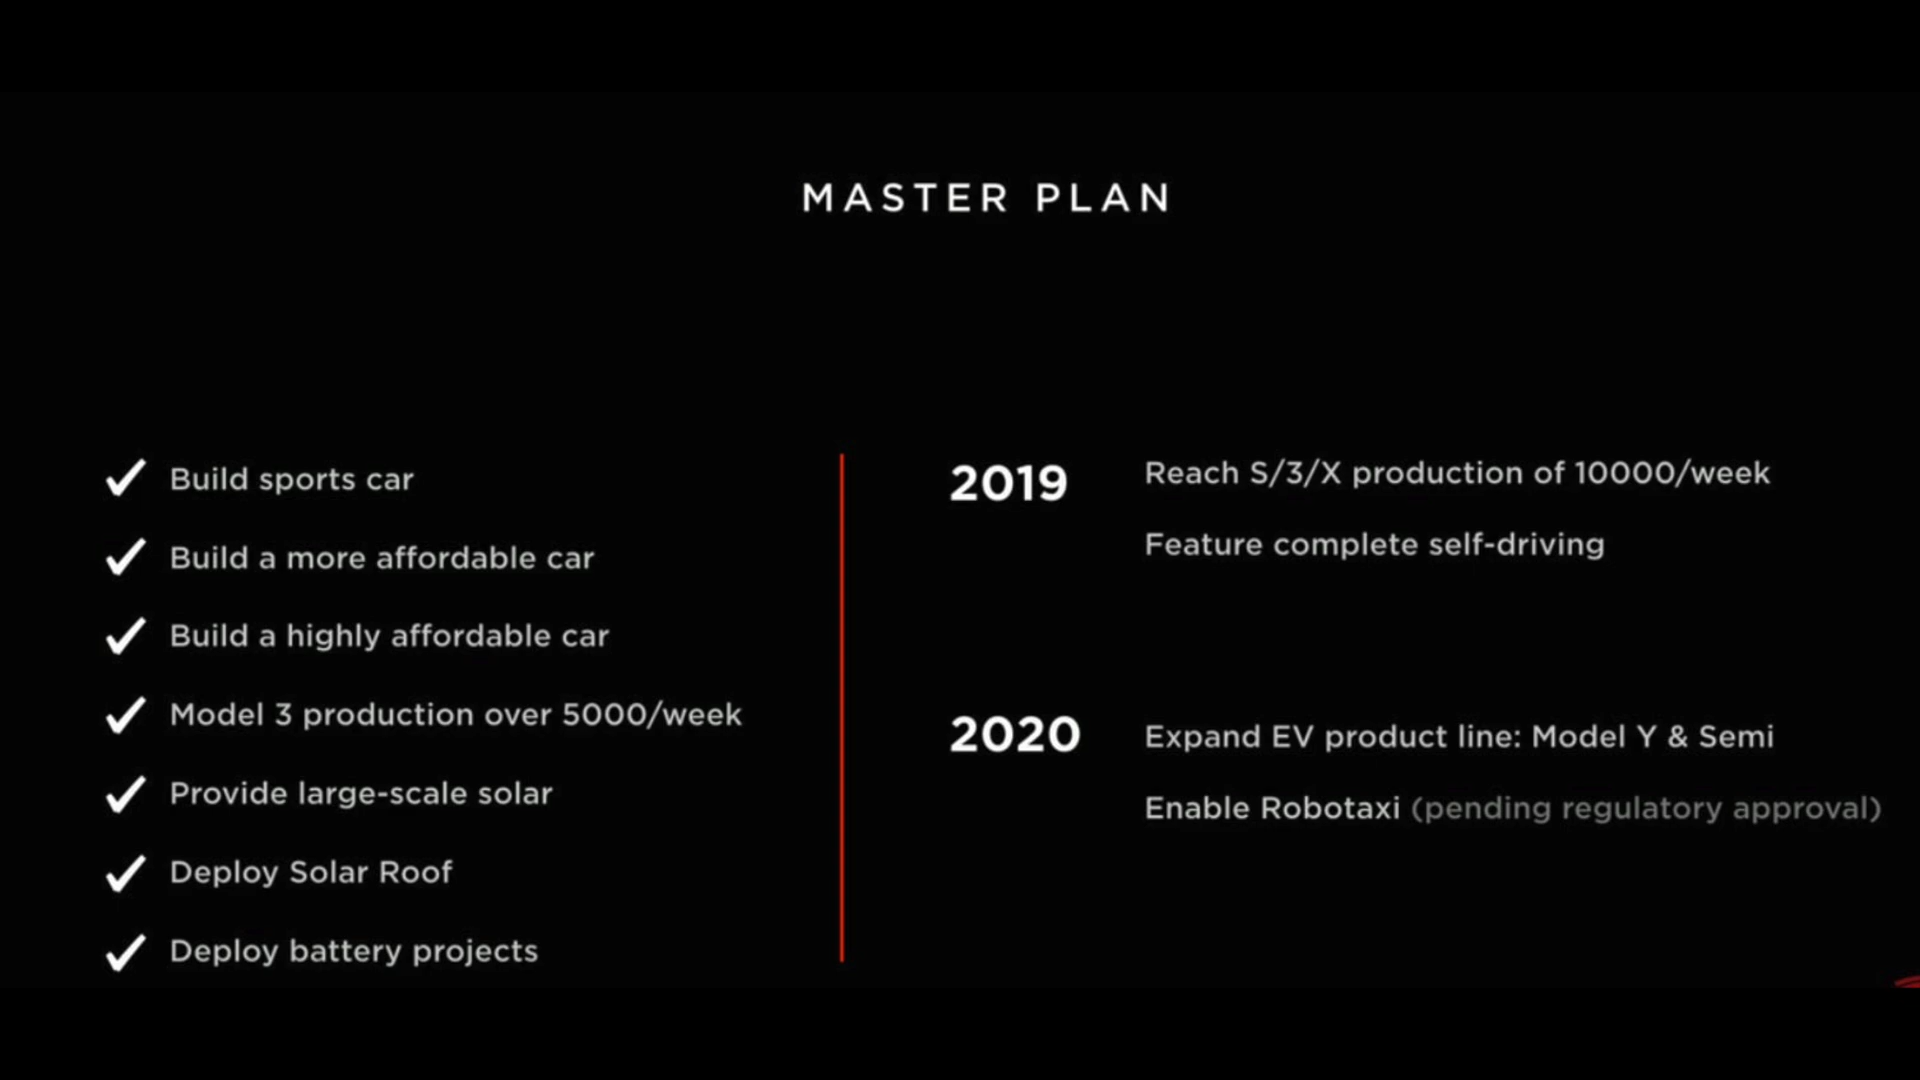 MASTER PLAN
Build sports car
Build a more affordable car
Build a highly affordable car
Model 3 production over 5000/week
Provide large-scale solar
Deploy Solar Roof
Deploy battery projects
2019
Reach S/3/X production of 10000/week
Feature complete self-driving
2020
Expand EV product line: Model Y & Semi
Enable Robotaxi (pending regulatory approval)